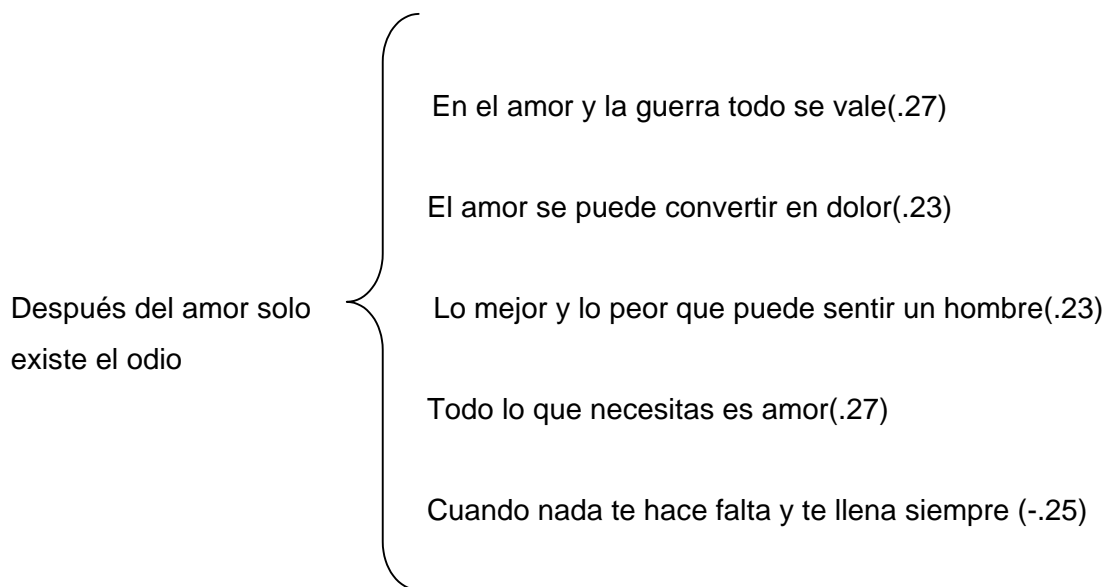 En el amor y la guerra todo se vale(.27)
El amor se puede convertir en dolor(.23)
Después del amor solo
existe el odio
Lo mejor y lo peor que puede sentir un hombre(.23)
Todo lo que necesitas es amor(.27)
Cuando nada te hace falta y te llena siempre (-.25)